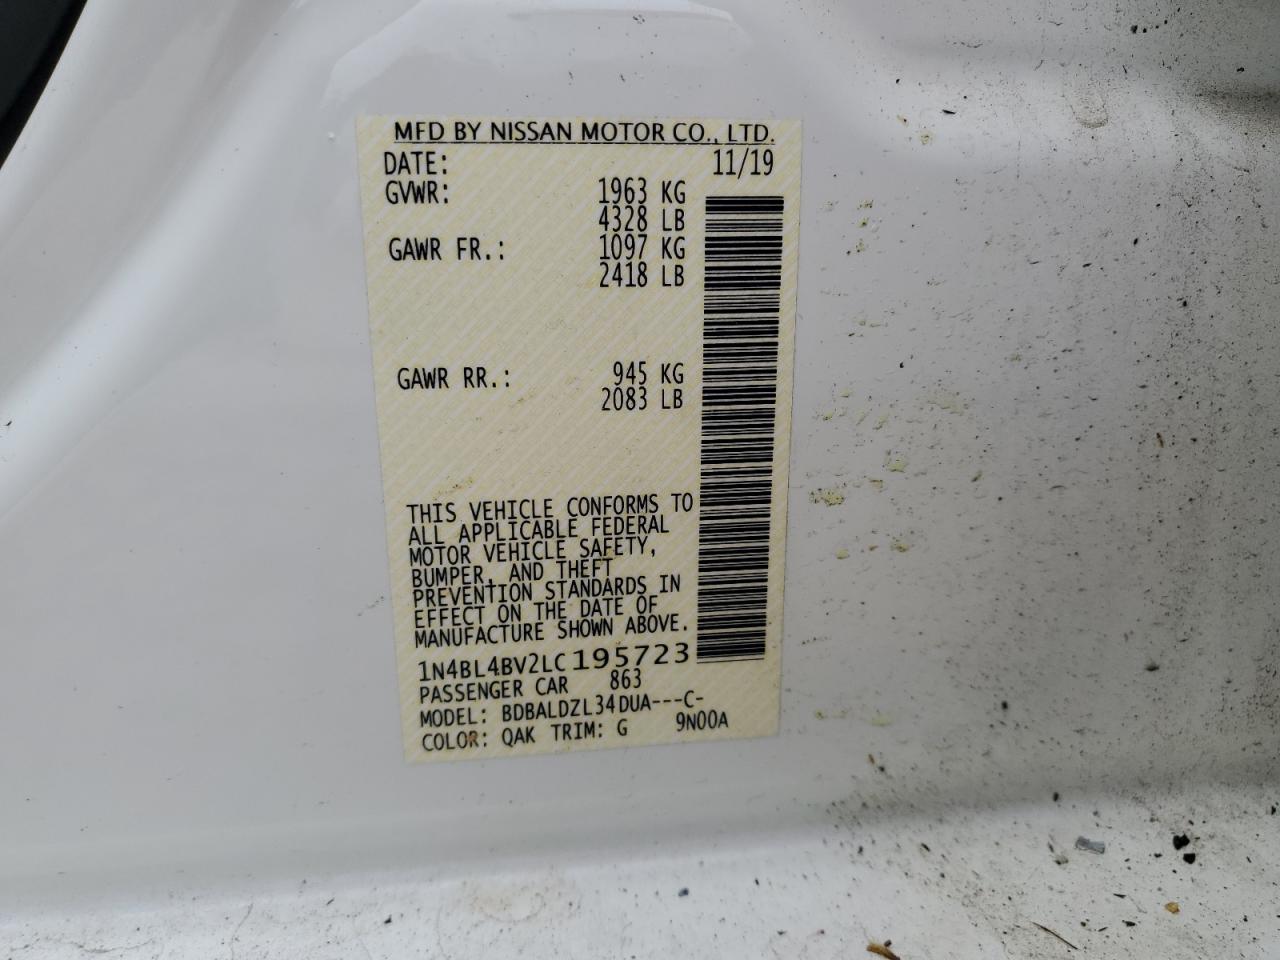 MFD BY NISSAN MOTOR CO., LTD.
DATE: 11/19
GVWR: 1963 KG
4328 LB
GAWR FR.: 1097 KG
2418 LB
GAWR RR.: 945 KG
2083 LB
THIS VEHICLE CONFORMS TO
ALL APPLICABLE FEDERAL
MOTOR VEHICLE SAFETY,
BUMPER, AND THEFT
PREVENTION STANDARDS IN
EFFECT ON THE DATE OF
MANUFACTURE SHOWN ABOVE.
1N4BL4BV2LC195723
PASSENGER CAR 863
MODEL: BDBALDZL34DUA---C-
COLOR: QAK TRIM: G 9N00A